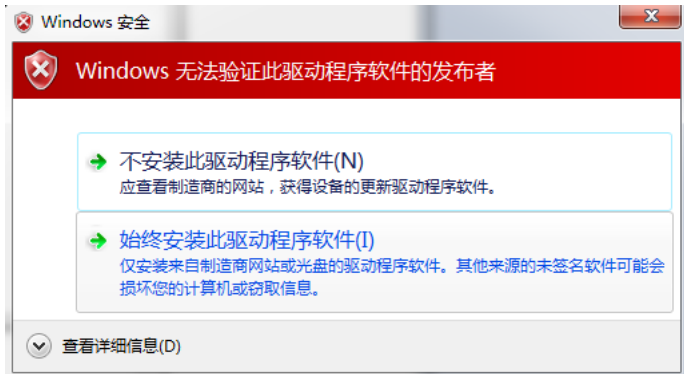 Windows 安全
Windows 无法验证此驱动程序软件的发布者
不安装此驱动程序软件(N)
应查看制造商的网站，获得设备的更新驱动程序软件。
始终安装此驱动程序软件(I)
仅安装来自制造商网站或光盘的驱动程序软件。其他来源的未签名软件可能会
损坏您的计算机或窃取信息。
查看详细信息(D)